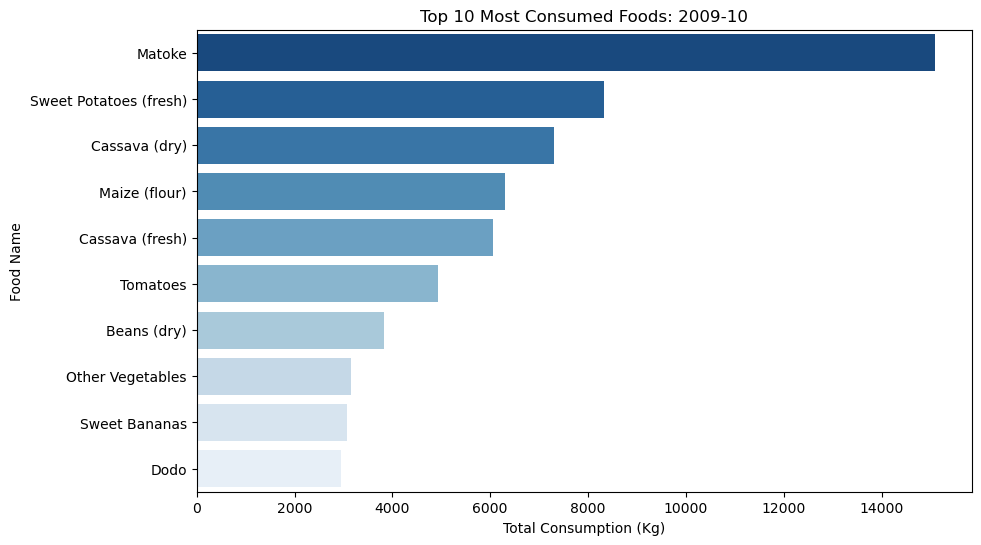 Top 10 Most Consumed Foods: 2009-10
Food Name
Matoke
Sweet Potatoes (fresh)
Cassava (dry)
Maize (flour)
Cassava (fresh)
Tomatoes
Beans (dry)
Other Vegetables
Sweet Bananas
Dodo
0 2000 4000 6000 8000 10000 12000 14000
Total Consumption (Kg)